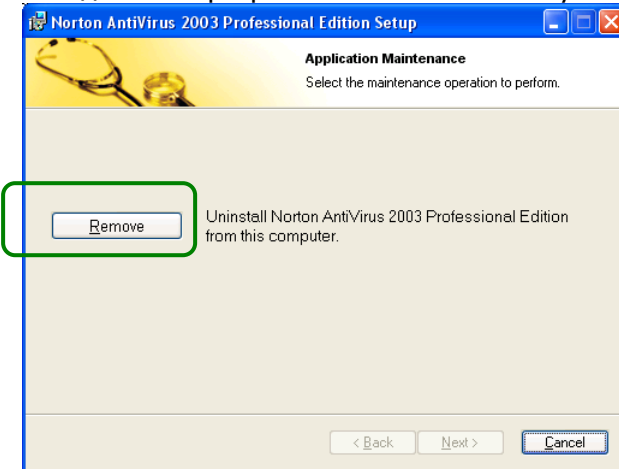 Norton AntiVirus 2003 Professional Edition Setup
Application Maintenance
Select the maintenance operation to perform.
Remove
Uninstall Norton AntiVirus 2003 Professional Edition
from this computer.
< Back
Next >
Cancel